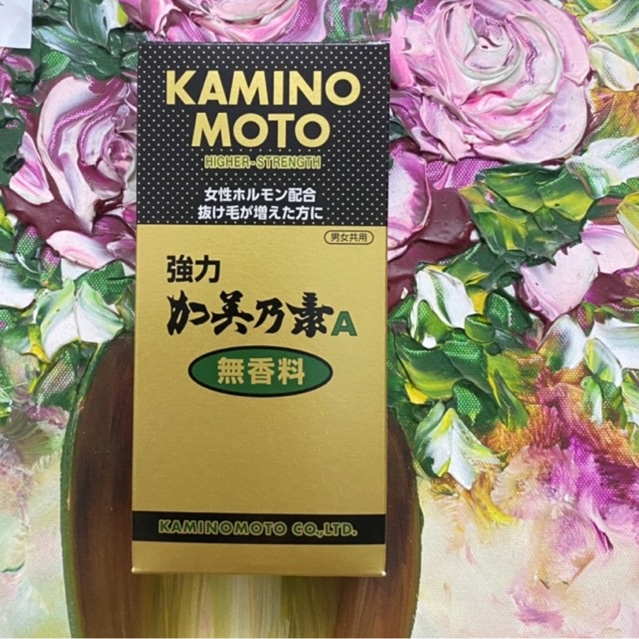 KAMINO
MOTO
HIGHER-STRENGTH
女性ホルモン配合
抜け毛が増えた方に
男女共用
強力
加美乃素A
無香料
KAMINOMOTO CO.,LTD.